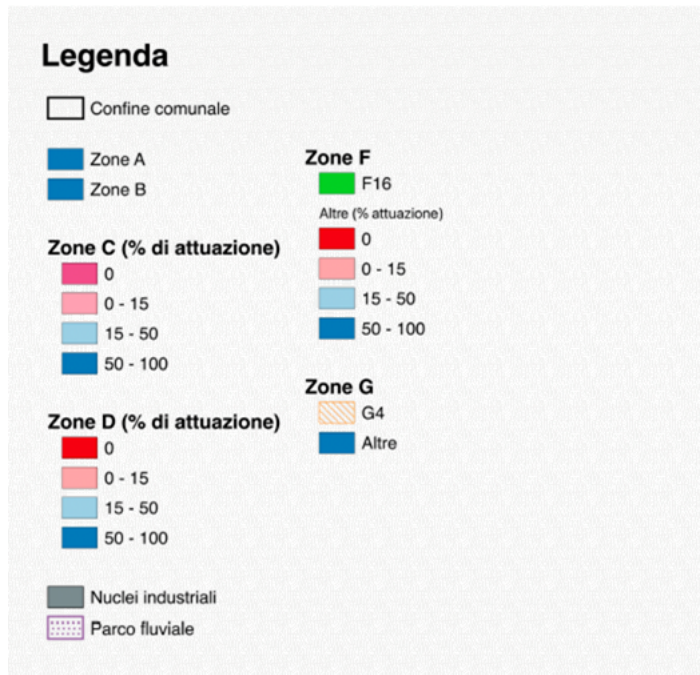 Legenda
Confine comunale
Zone A
Zone B
Zone C (% di attuazione)
0
0 - 15
15 - 50
50 - 100
Zone D (% di attuazione)
0
0 - 15
15 - 50
50 - 100
Nuclei industriali
Parco fluviale
Zone F
F16
Altre (% attuazione)
0
0 - 15
15 - 50
50 - 100
Zone G
G4
Altre